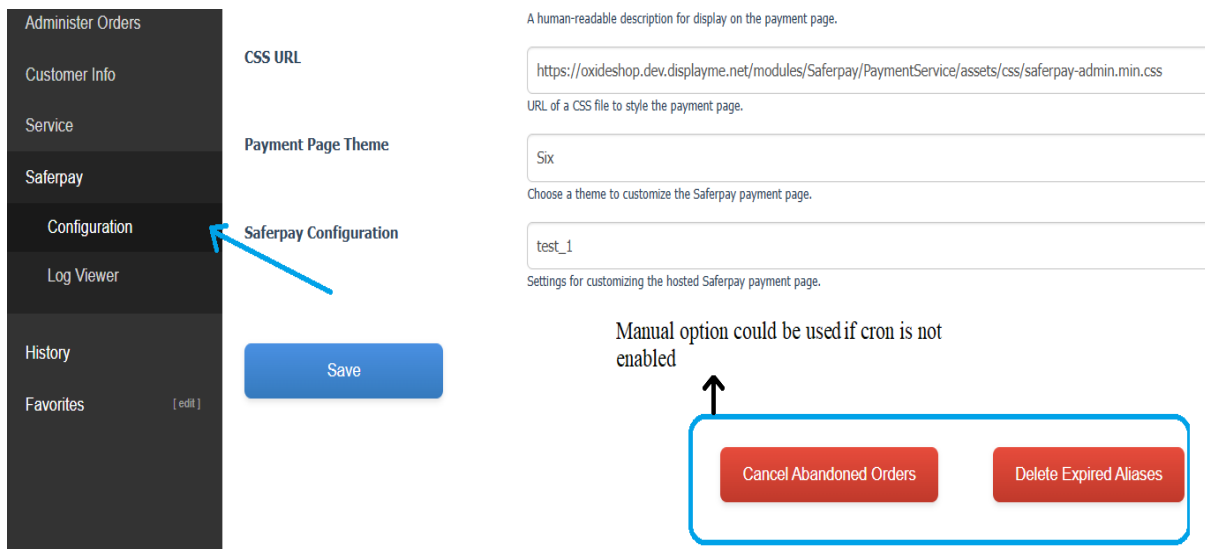 Administer Orders
Customer Info
Service
Saferpay
Configuration
Log Viewer
History
Favorites [ edit ]
A human-readable description for display on the payment page.
CSS URL
https://oxideshop.dev.displayme.net/modules/Saferpay/PaymentService/assets/css/saferpay-admin.min.css
URL of a CSS file to style the payment page.
Payment Page Theme
Six
Choose a theme to customize the Saferpay payment page.
Saferpay Configuration
test_1
Settings for customizing the hosted Saferpay payment page.
Manual option could be used if cron is not
enabled
Save
Cancel Abandoned Orders
Delete Expired Aliases